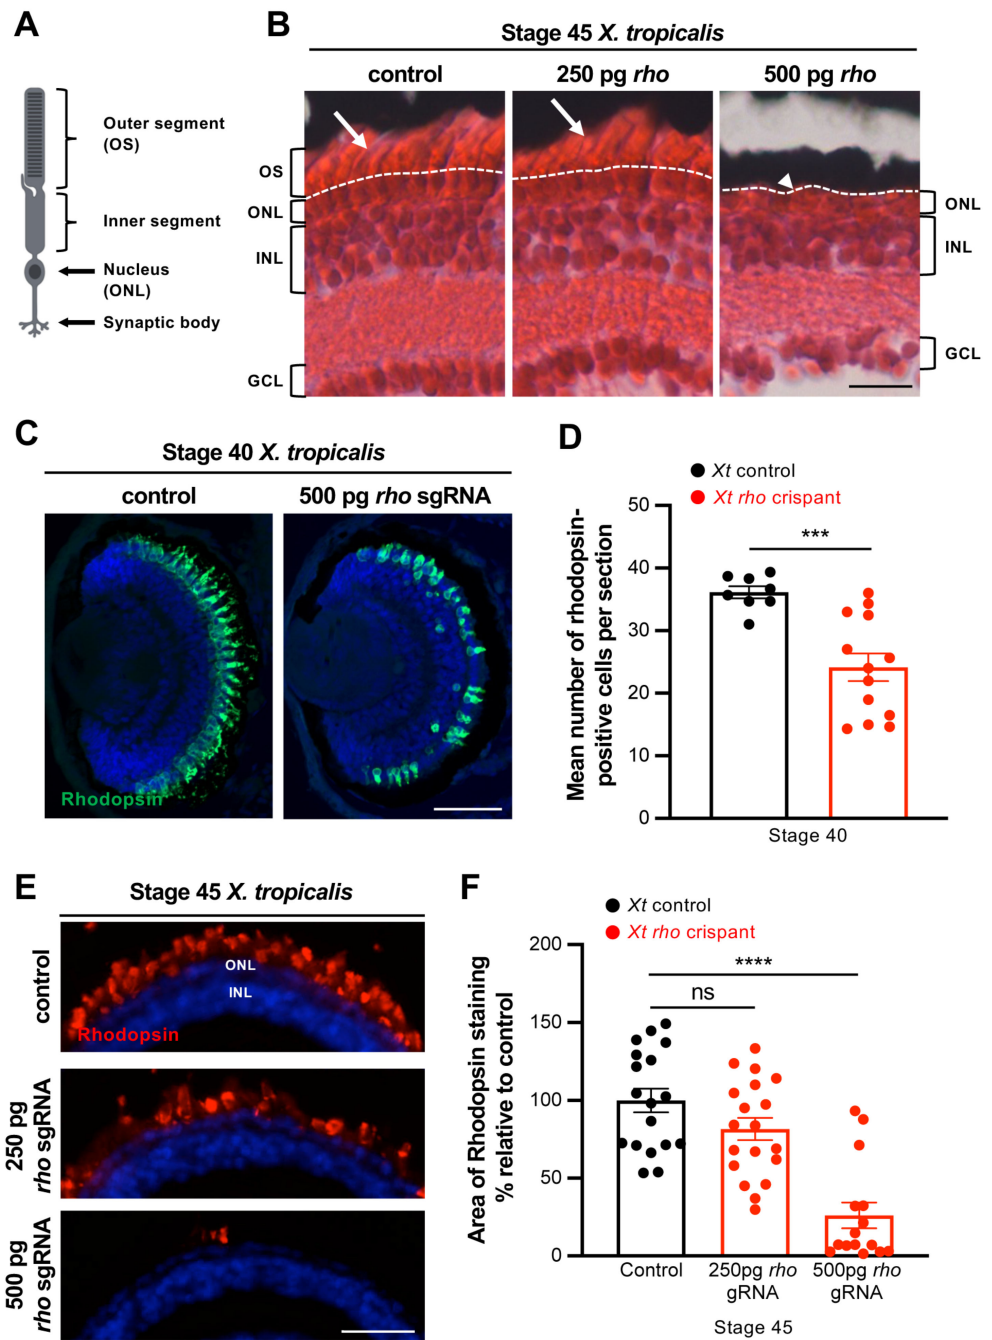 A
Outer segment
(OS)
Inner segment
Nucleus
(ONL)
Synaptic body
B
Stage 45 X. tropicalis
control
250 pg rho
500 pg rho
OS
ONL
INL
GCL
ONL
INL
GCL
C
Stage 40 X. tropicalis
control
500 pg rho sgRNA
Rhodopsin
D
Xt control
Xt rho crispant
Mean number of rhodopsin-
positive cells per section
50
40
30
20
10
0
***
Stage 40
E
Stage 45 X. tropicalis
control
ONL
INL
Rhodopsin
250 pg
rho sgRNA
500 pg
rho sgRNA
F
Xt control
Xt rho crispant
Area of Rhodopsin staining
% relative to control
200
150
100
50
0
****
ns
Control
250pg rho
gRNA
500pg rho
gRNA
Stage 45